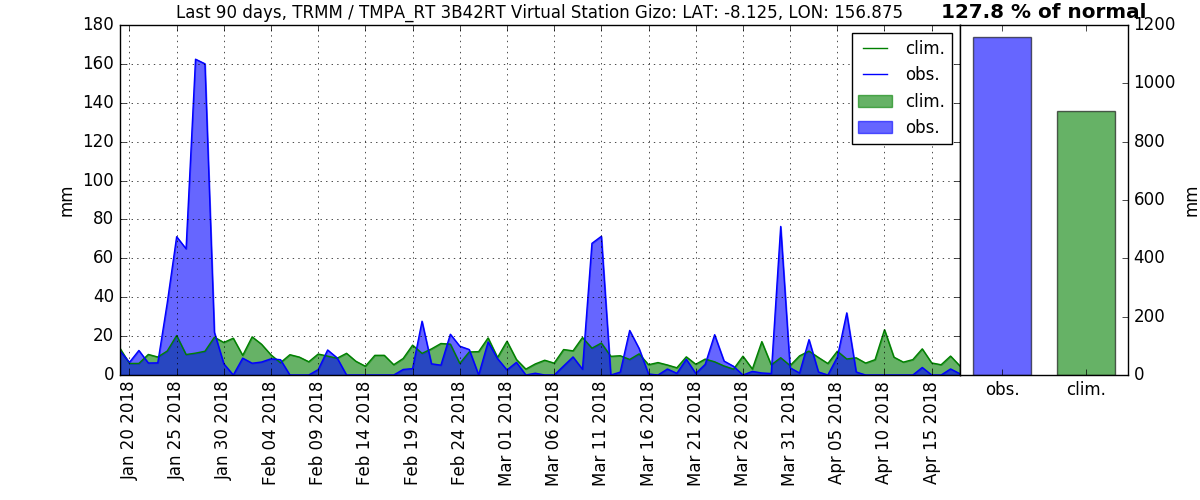 Last 90 days, TRMM / TMPA_RT 3B42RT Virtual Station Gizo: LAT: -8.125, LON: 156.875
127.8 % of normal
180
160
140
120
100
80
60
40
20
0
mm
clim.
obs.
clim.
obs.
1200
1000
800
600
400
200
0
mm
Jan 20 2018
Jan 25 2018
Jan 30 2018
Feb 04 2018
Feb 09 2018
Feb 14 2018
Feb 19 2018
Feb 24 2018
Mar 01 2018
Mar 06 2018
Mar 11 2018
Mar 16 2018
Mar 21 2018
Mar 26 2018
Mar 31 2018
Apr 05 2018
Apr 10 2018
Apr 15 2018
obs.
clim.